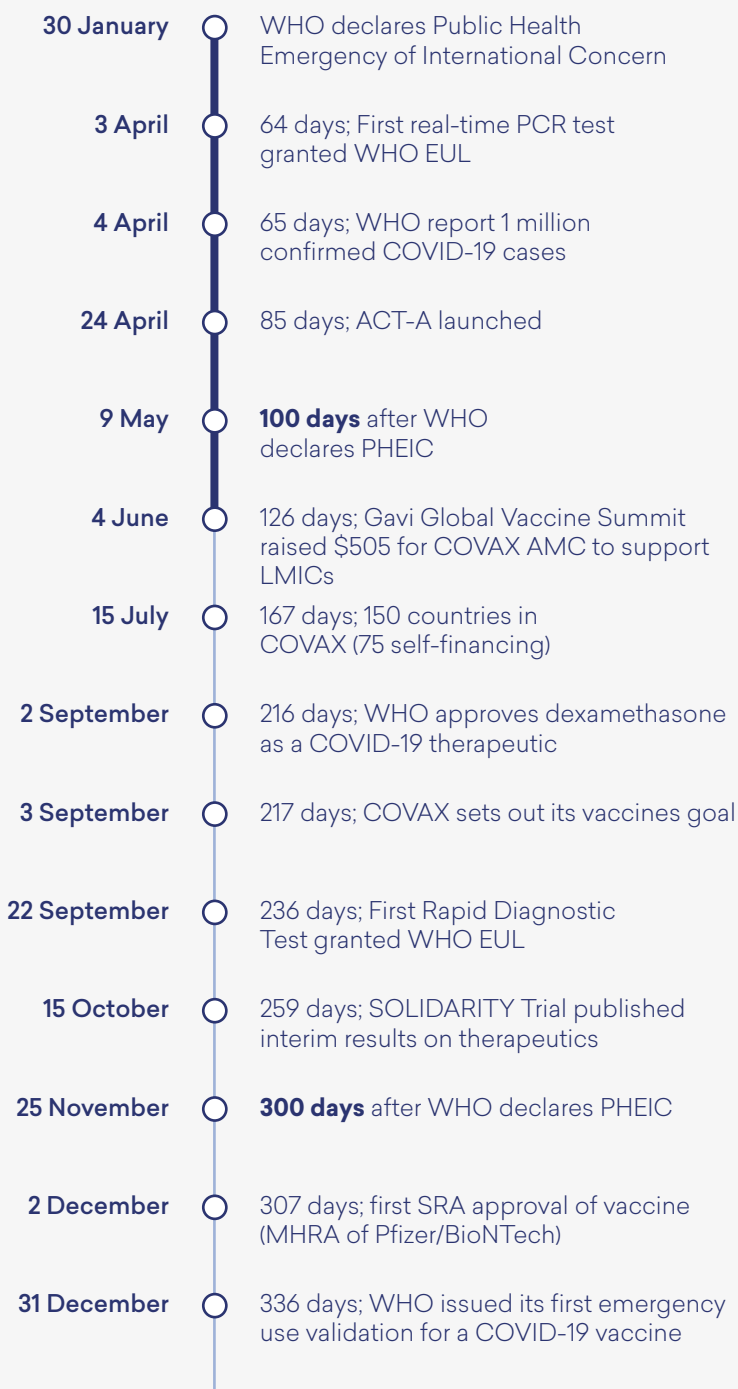 30 January
WHO declares Public Health
Emergency of International Concern
3 April
64 days; First real-time PCR test
granted WHO EUL
4 April
65 days; WHO report 1 million
confirmed COVID-19 cases
24 April
85 days; ACT-A launched
9 May
100 days after WHO
declares PHEIC
4 June
126 days; Gavi Global Vaccine Summit
raised $505 for COVAX AMC to support
LMICs
15 July
167 days; 150 countries in
COVAX (75 self-financing)
2 September
216 days; WHO approves dexamethasone
as a COVID-19 therapeutic
3 September
217 days; COVAX sets out its vaccines goal
22 September
236 days; First Rapid Diagnostic
Test granted WHO EUL
15 October
259 days; SOLIDARITY Trial published
interim results on therapeutics
25 November
300 days after WHO declares PHEIC
2 December
307 days; first SRA approval of vaccine
(MHRA of Pfizer/BioNTech)
31 December
336 days; WHO issued its first emergency
use validation for a COVID-19 vaccine